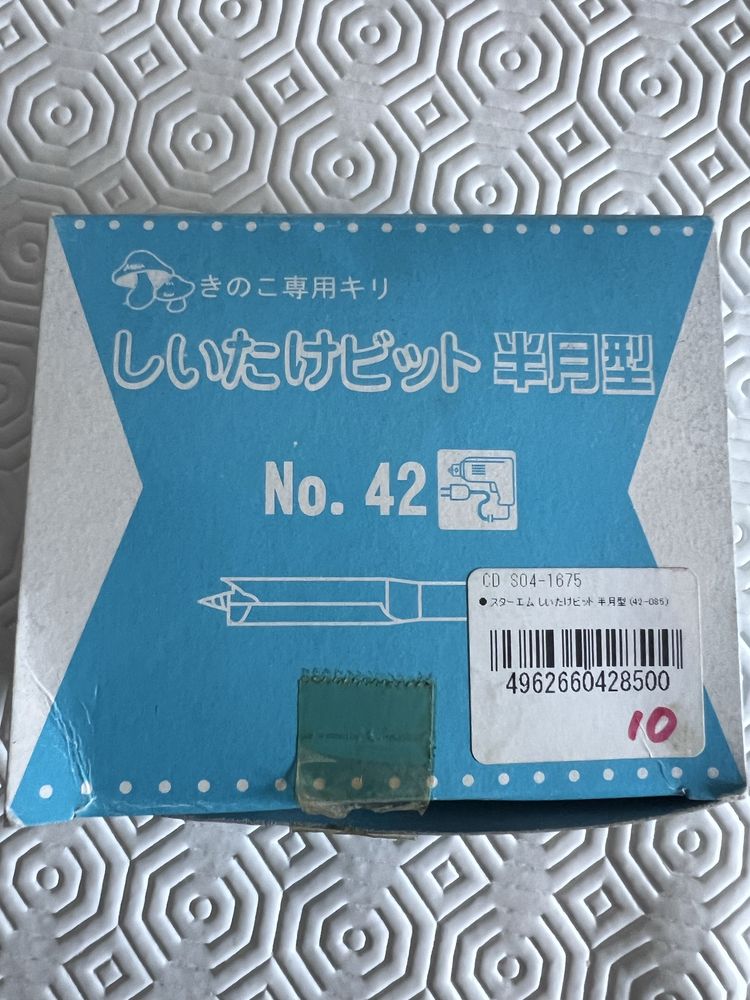 きのこ専用キリ
しいたけビット 半月型
No. 42
CD S04-1675
●スターエム しいたけビット 半月型 (42-085)
4962660428500
10